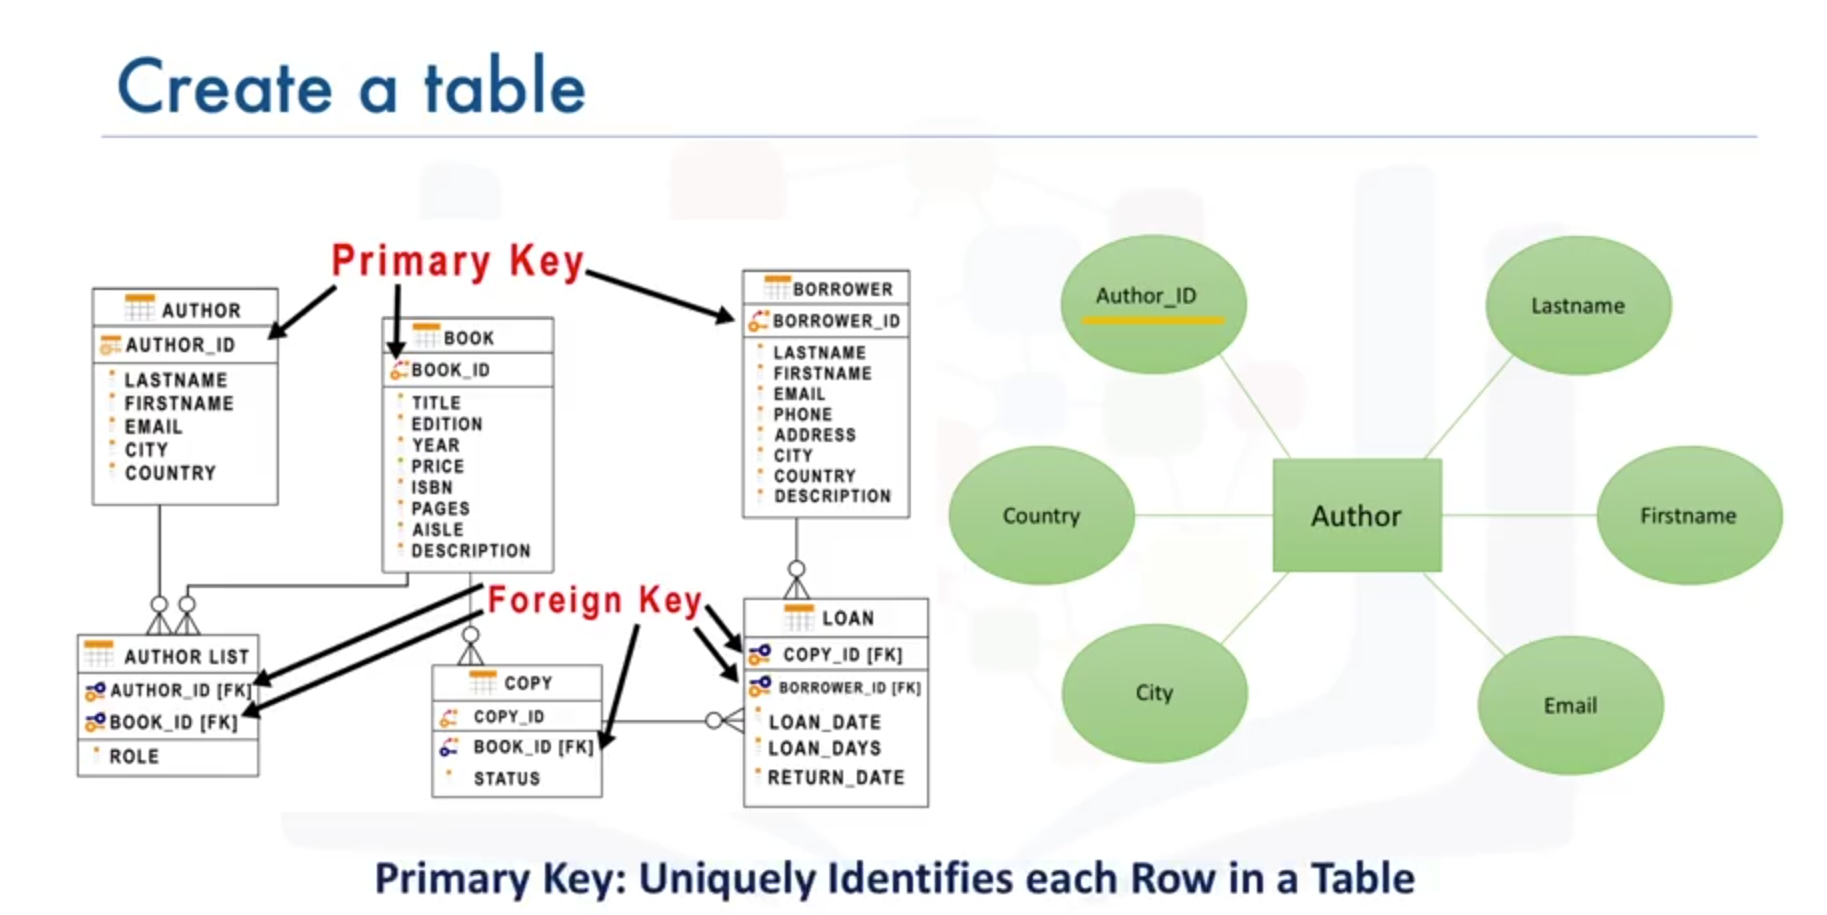 Create a table
Primary Key
AUTHOR
AUTHOR_ID
LASTNAME
FIRSTNAME
EMAIL
CITY
COUNTRY
BOOK
BOOK_ID
TITLE
EDITION
YEAR
PRICE
ISBN
PAGES
AISLE
DESCRIPTION
BORROWER
BORROWER_ID
LASTNAME
FIRSTNAME
EMAIL
PHONE
ADDRESS
CITY
COUNTRY
DESCRIPTION
Foreign Key
AUTHOR LIST
AUTHOR_ID [FK]
BOOK_ID [FK]
ROLE
COPY
COPY_ID
BOOK_ID [FK]
STATUS
LOAN
COPY_ID [FK]
BORROWER_ID [FK]
LOAN_DATE
LOAN_DAYS
RETURN_DATE
Author_ID
Lastname
Country
Author
Firstname
City
Email
Primary Key: Uniquely Identifies each Row in a Table